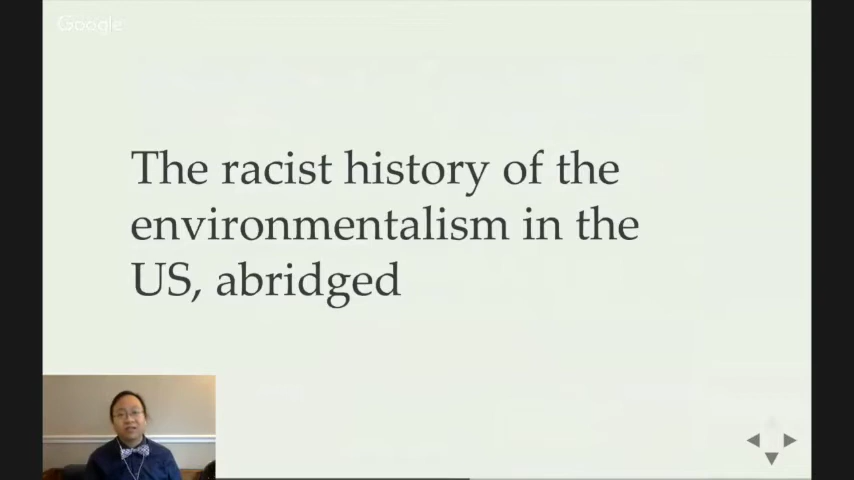 Google
The racist history of the
environmentalism in the
US, abridged